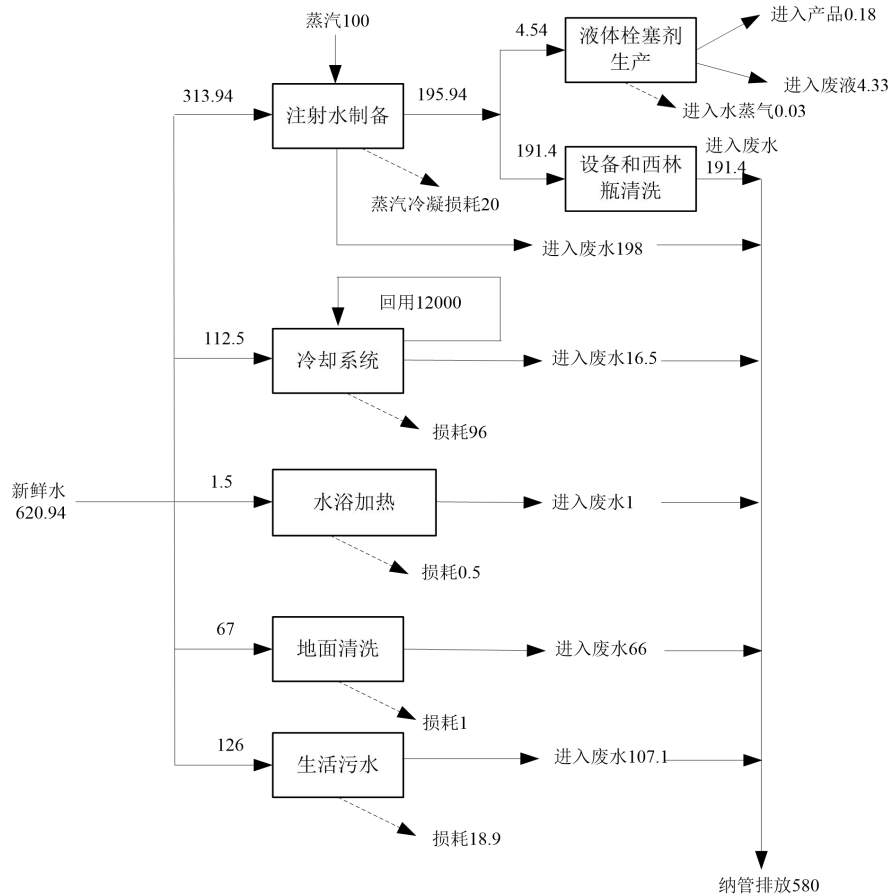 蒸汽100
313.94
注射水制备
195.94
4.54
液体栓塞剂
生产
进入产品0.18
进入废液4.33
进入水蒸气0.03
191.4
设备和西林
瓶清洗
进入废水
191.4
蒸汽冷凝损耗20
进入废水198
回用12000
112.5
冷却系统
进入废水16.5
损耗96
新鲜水
620.94
1.5
水浴加热
进入废水1
损耗0.5
67
地面清洗
进入废水66
损耗1
126
生活污水
进入废水107.1
损耗18.9
纳管排放580